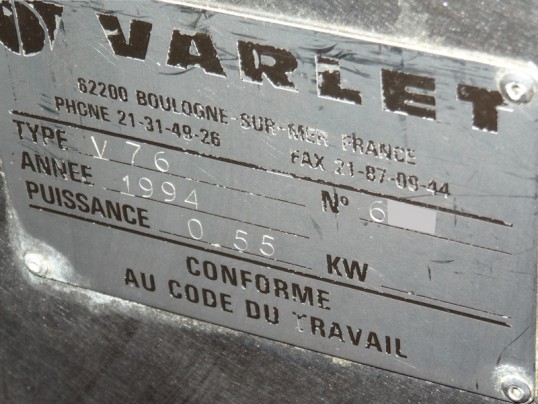 VARLET
62200 BOULOGNE-SUR-MER FRANCE
PHONE 21-31-49-26 FAX 21-87-09-44
TYPE V 76 N° 6
ANNEE 1994
PUISSANCE 0.55 KW
CONFORME
AU CODE DU TRAVAIL